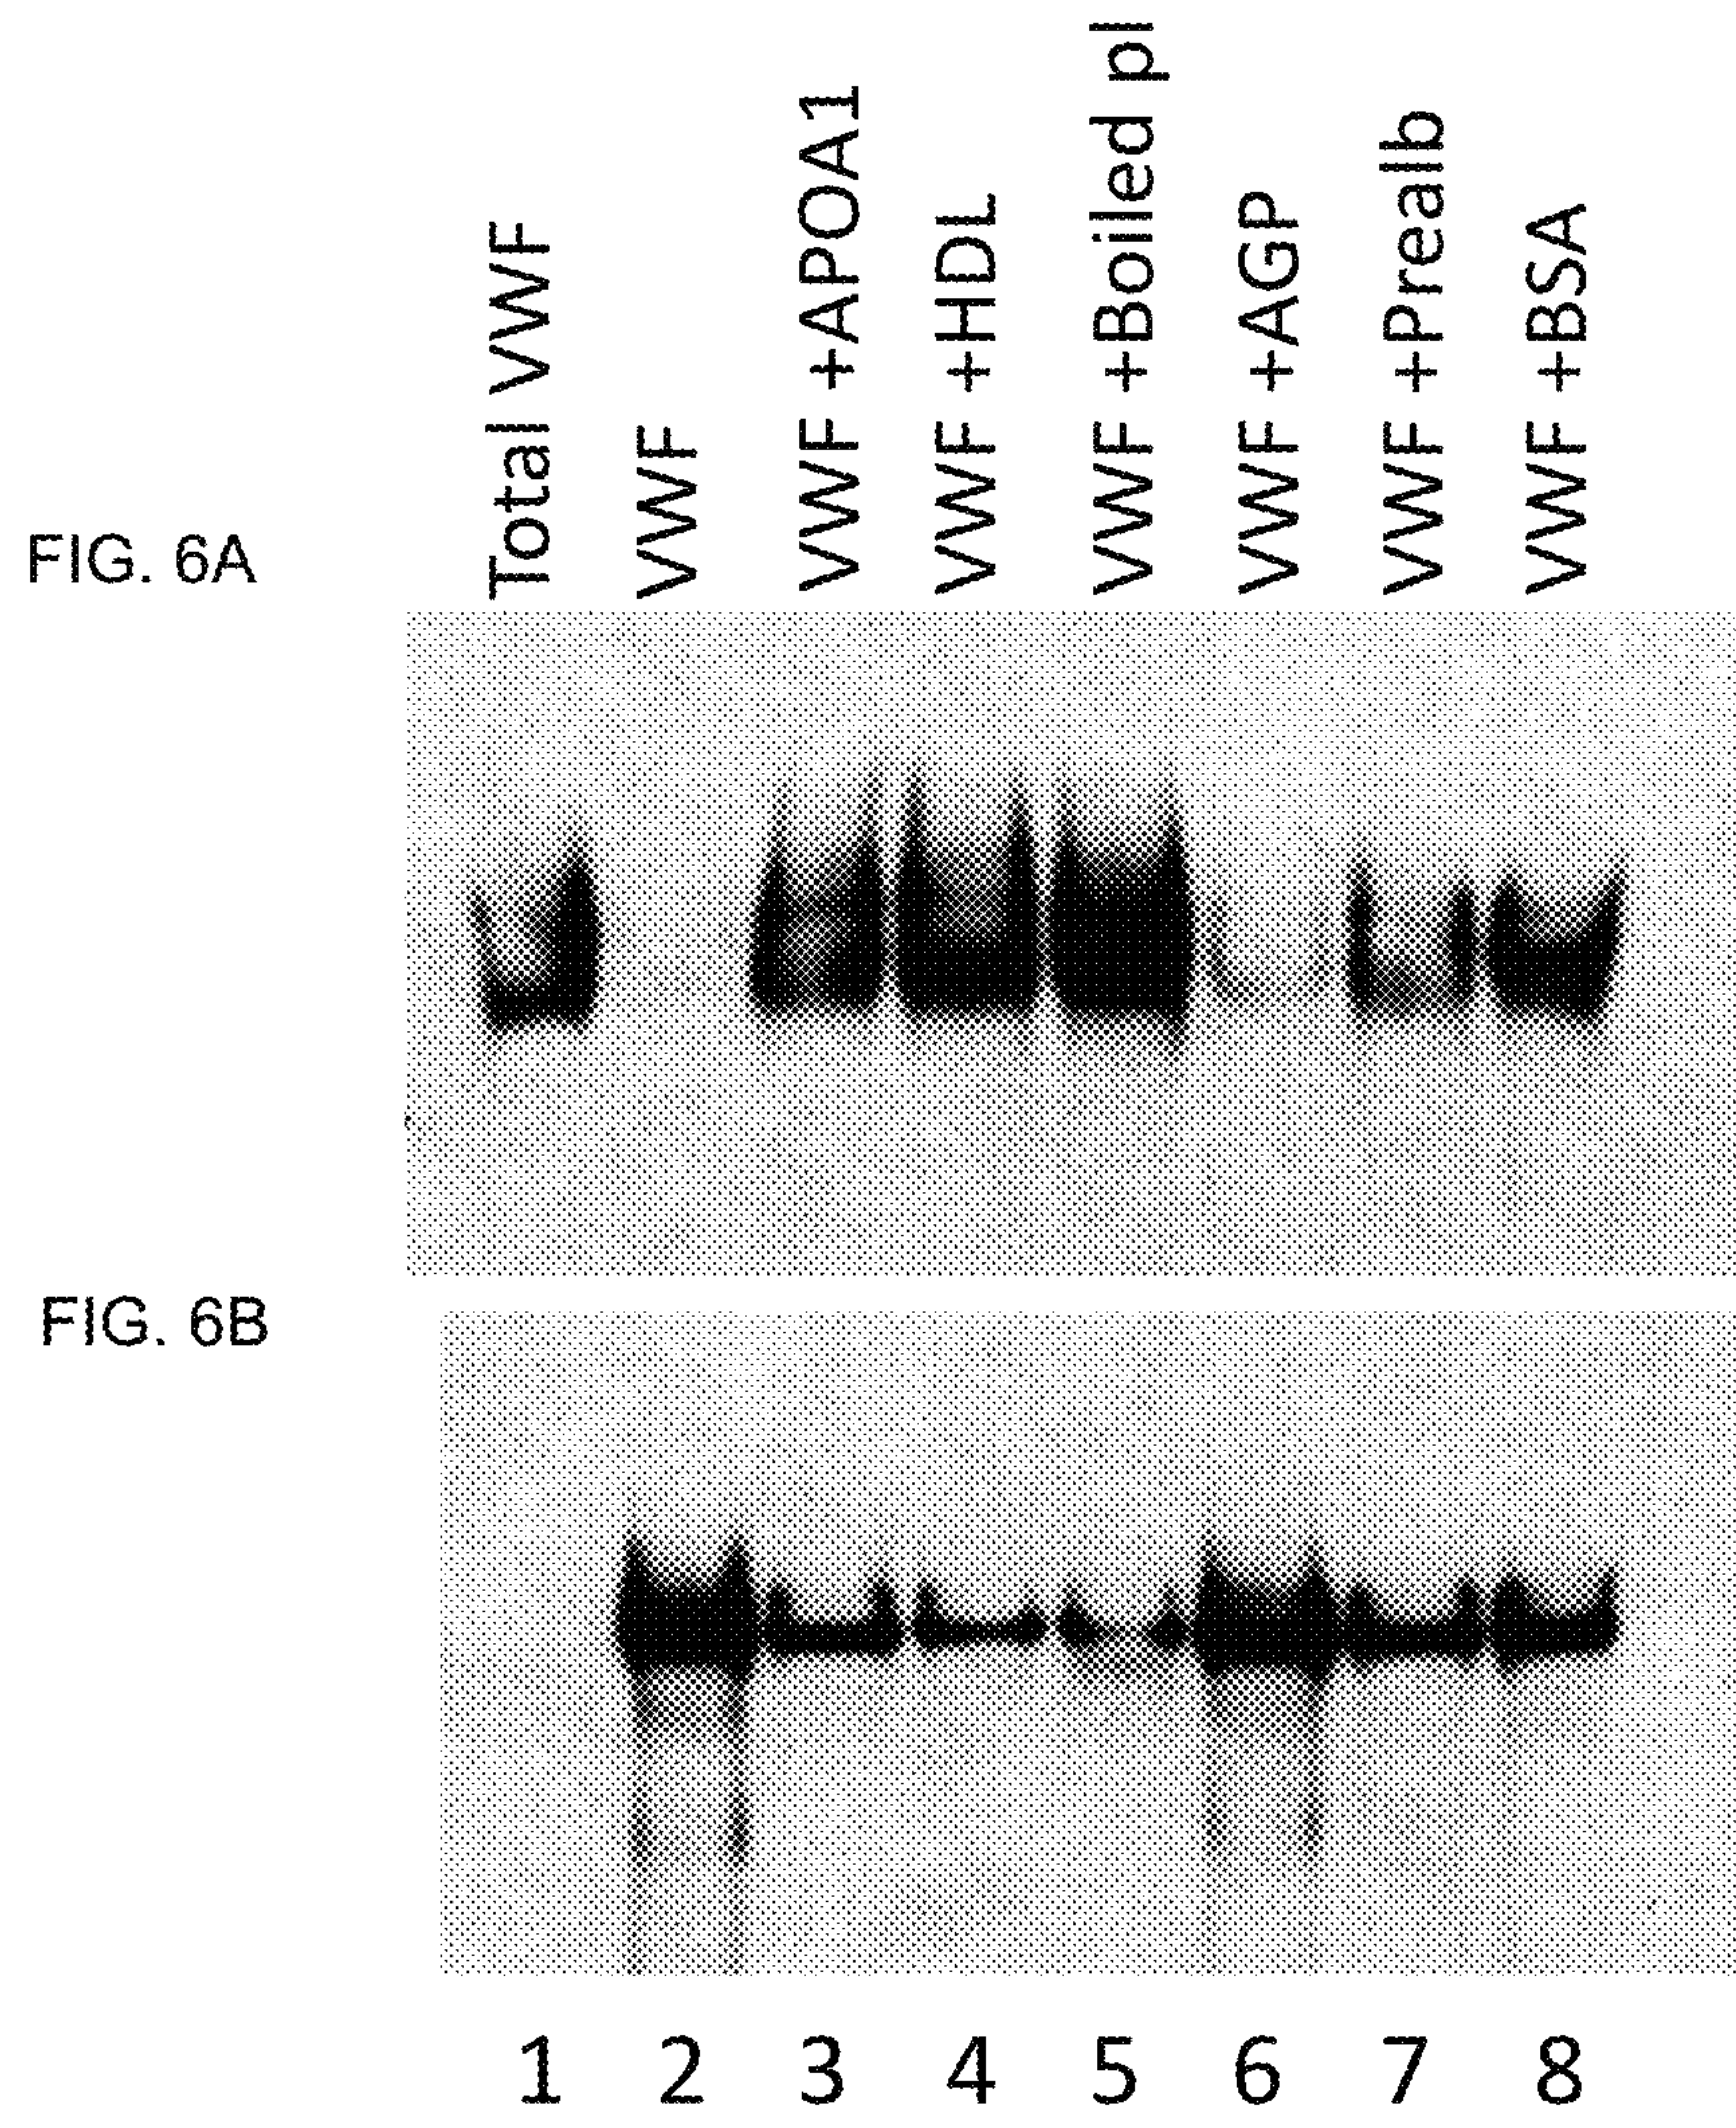 Total VWF
VWF
VWF +APOA1
VWF +HDL
VWF +Boiled pl
VWF +AGP
VWF +Prealb
VWF +BSA
FIG. 6A
FIG. 6B
1 2 3 4 5 6 7 8